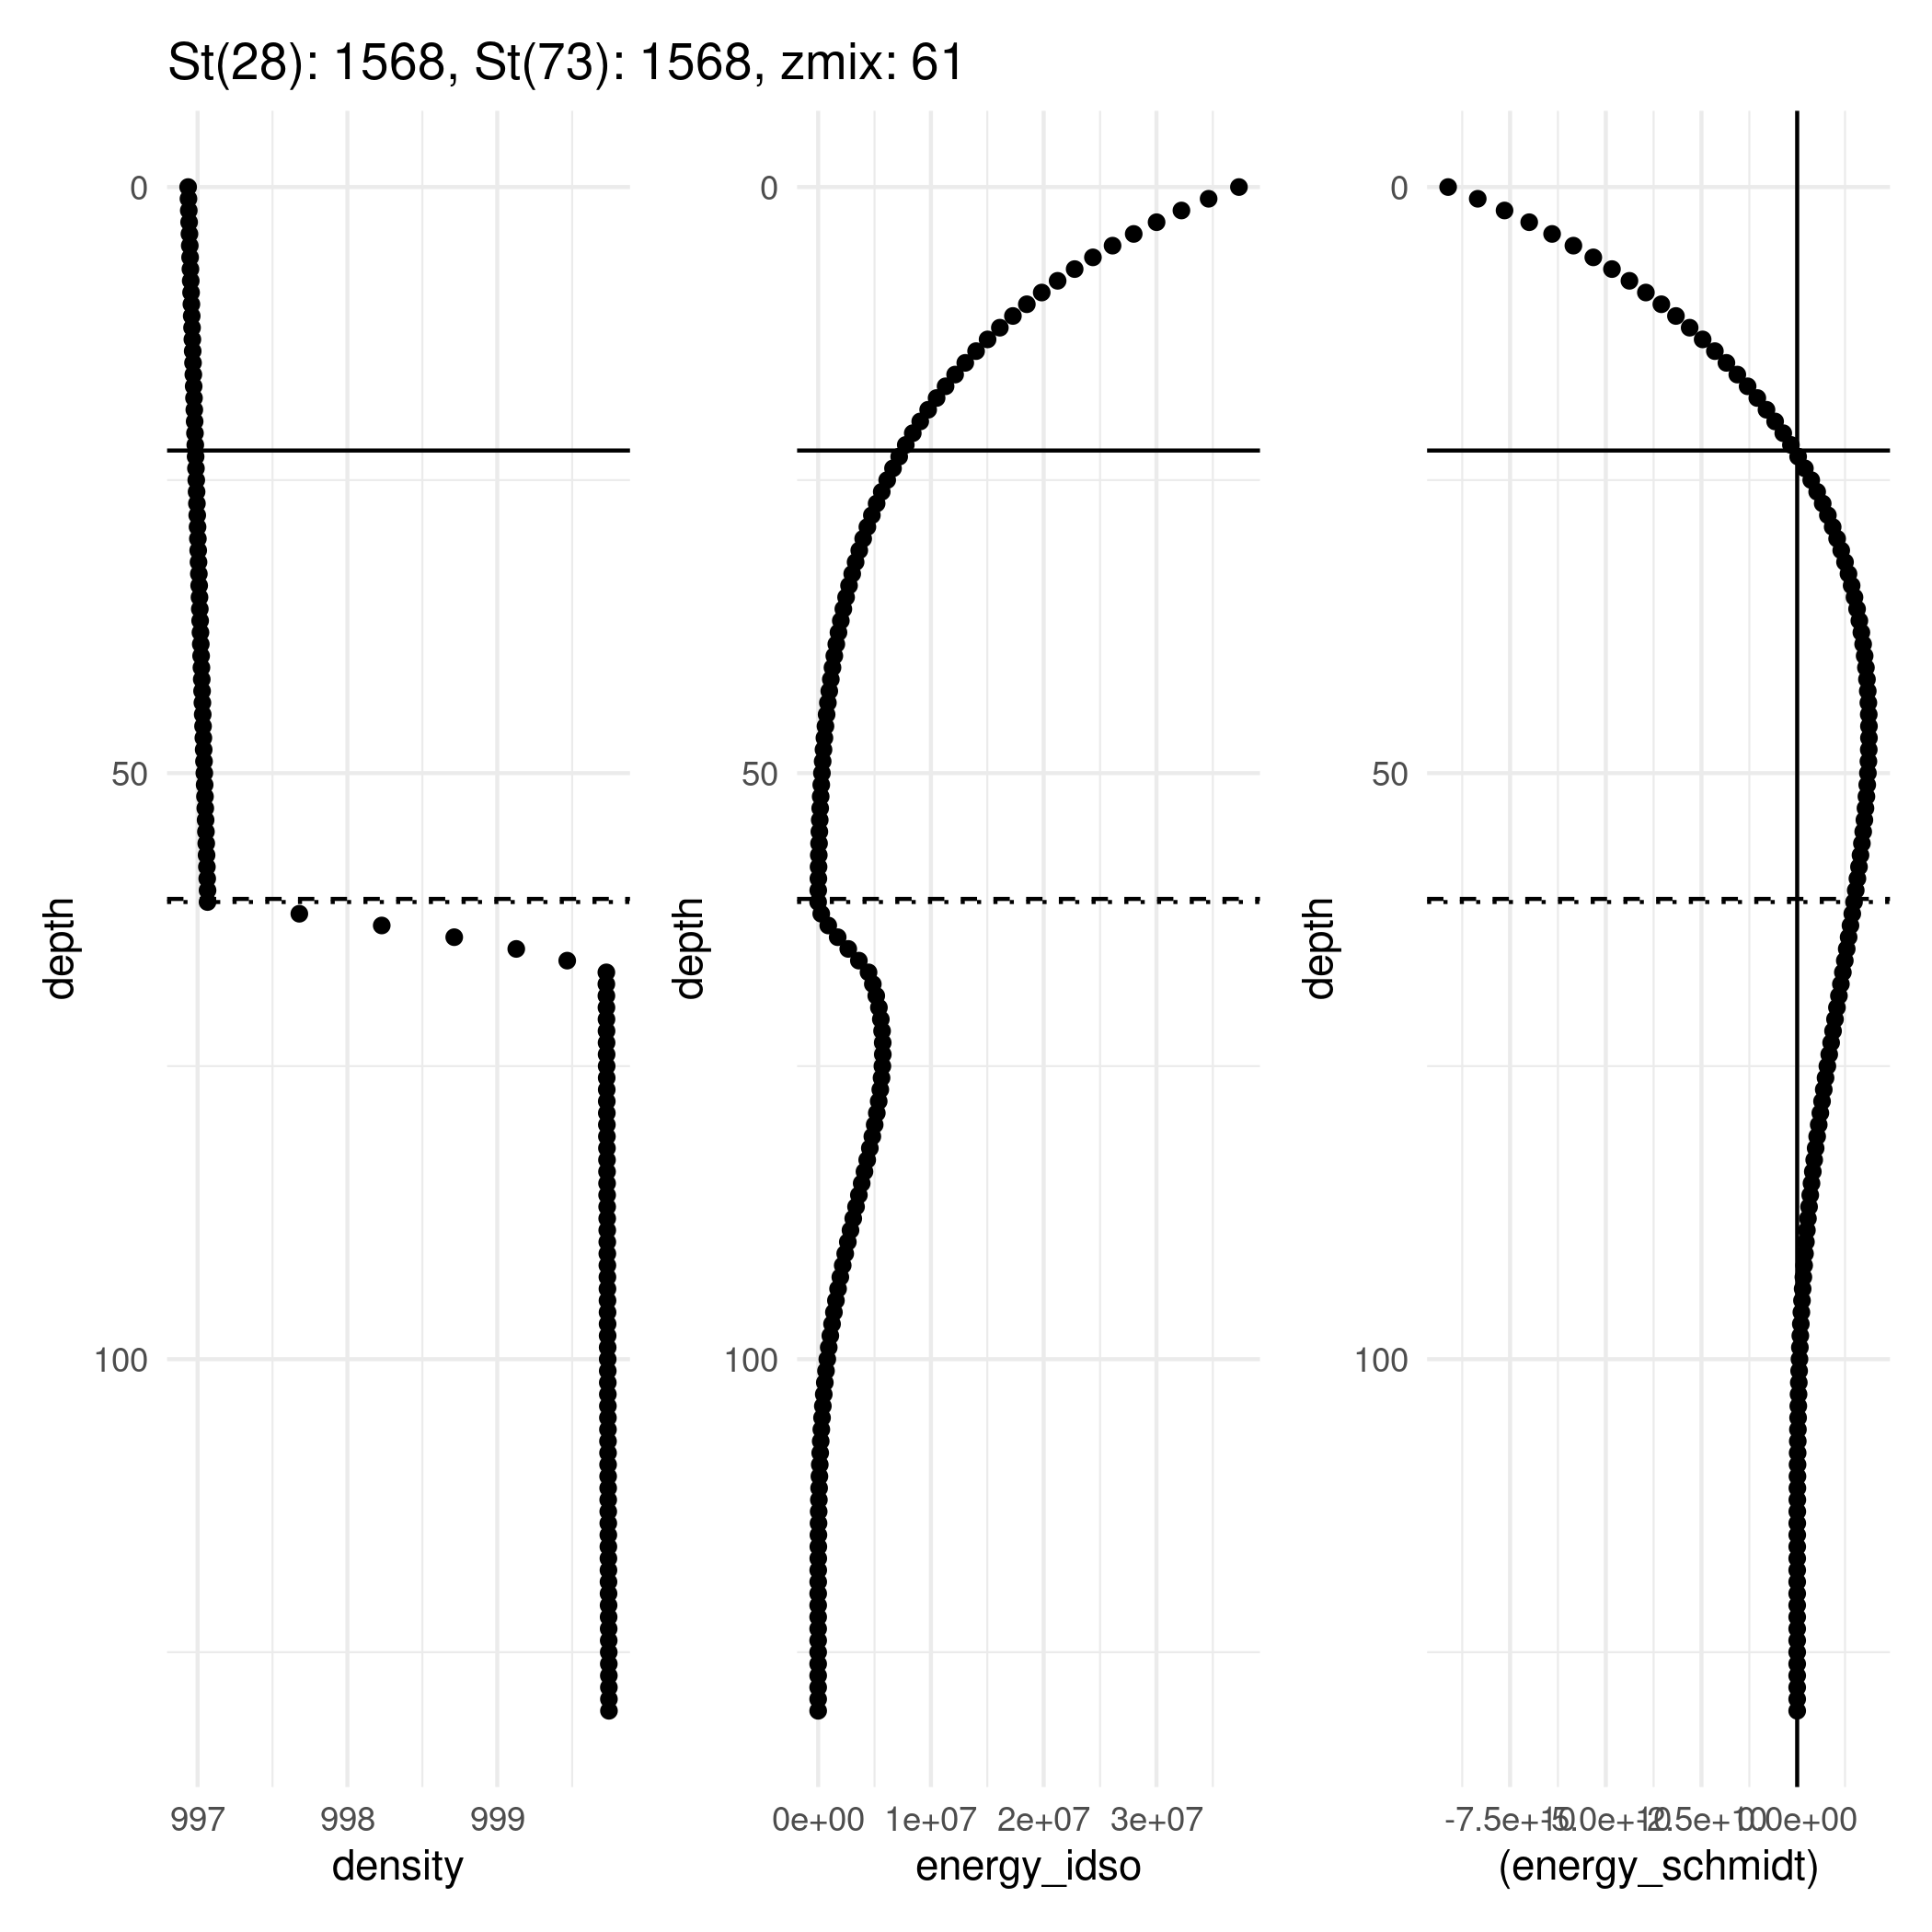 St(28): 1568, St(73): 1568, zmix: 61
0
50
100
depth
997 998 999
density
0
50
100
depth
0e+00 1e+07 2e+07 3e+07
energy_idso
0
50
100
depth
0.0e+00
(energy_schmidt)